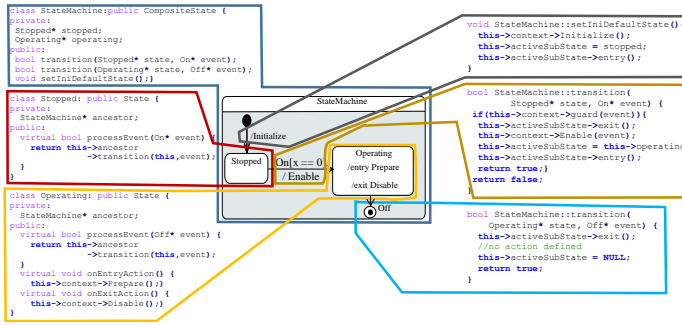 class StateMachine:public CompositeState {
private:
Stopped* stopped;
Operating* operating;
public:
bool transition(Stopped* state, On* event);
bool transition(Operating* state, Off* event);
void setIniDefaultState();}
class Stopped: public State {
private:
StateMachine* ancestor;
public:
virtual bool processEvent(On* event) {
return this->ancestor
->transition(this,event);
}
}
class Operating: public State {
private:
StateMachine* ancestor;
public:
virtual bool processEvent(Off* event) {
return this->ancestor
->transition(this,event);
}
virtual void onEntryAction() {
this->context->Prepare();}
virtual void onExitAction() {
this->context->Disable();}
}
StateMachine
/Initialize
Stopped
On[x == 0]
/ Enable
Operating
/entry Prepare
/exit Disable
Off
void StateMachine::setIniDefaultState(){
this->context->Initialize();
this->activeSubState = stopped;
this->activeSubState->entry();
}
bool StateMachine::transition(
Stopped* state, On* event) {
if(this->context->guard(event)){
this->activeSubState->exit();
this->context->Enable(event);
this->activeSubState = this->operating
this->activeSubState->entry();
return true;}
return false;
}
bool StateMachine::transition(
Operating* state, Off* event) {
this->activeSubState->exit();
//no action defined
this->activeSubState = NULL;
return true;
}